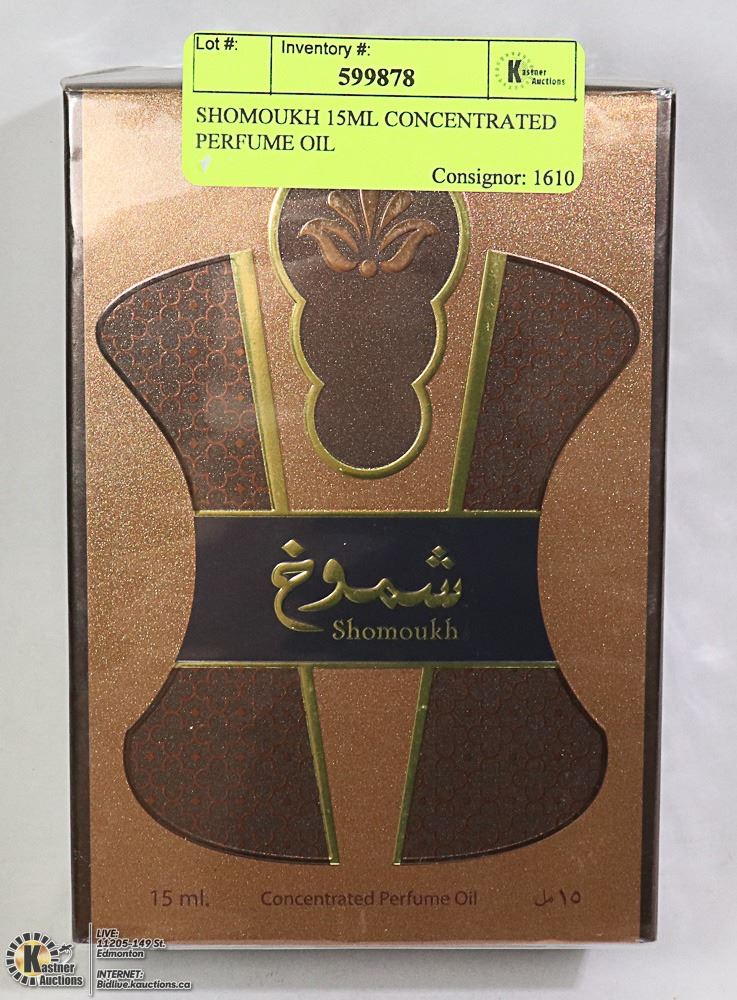 Lot #:
Inventory #:
599878
Kastner
Auctions
SHOMOUKH 15ML CONCENTRATED
PERFUME OIL
Consignor: 1610
شموخ
Shomoukh
15 ml.
Concentrated Perfume Oil
١٥ مل
Kastner
Auctions
LIVE:
11205-149 St.
Edmonton
INTERNET:
Bidlive.kauctions.ca